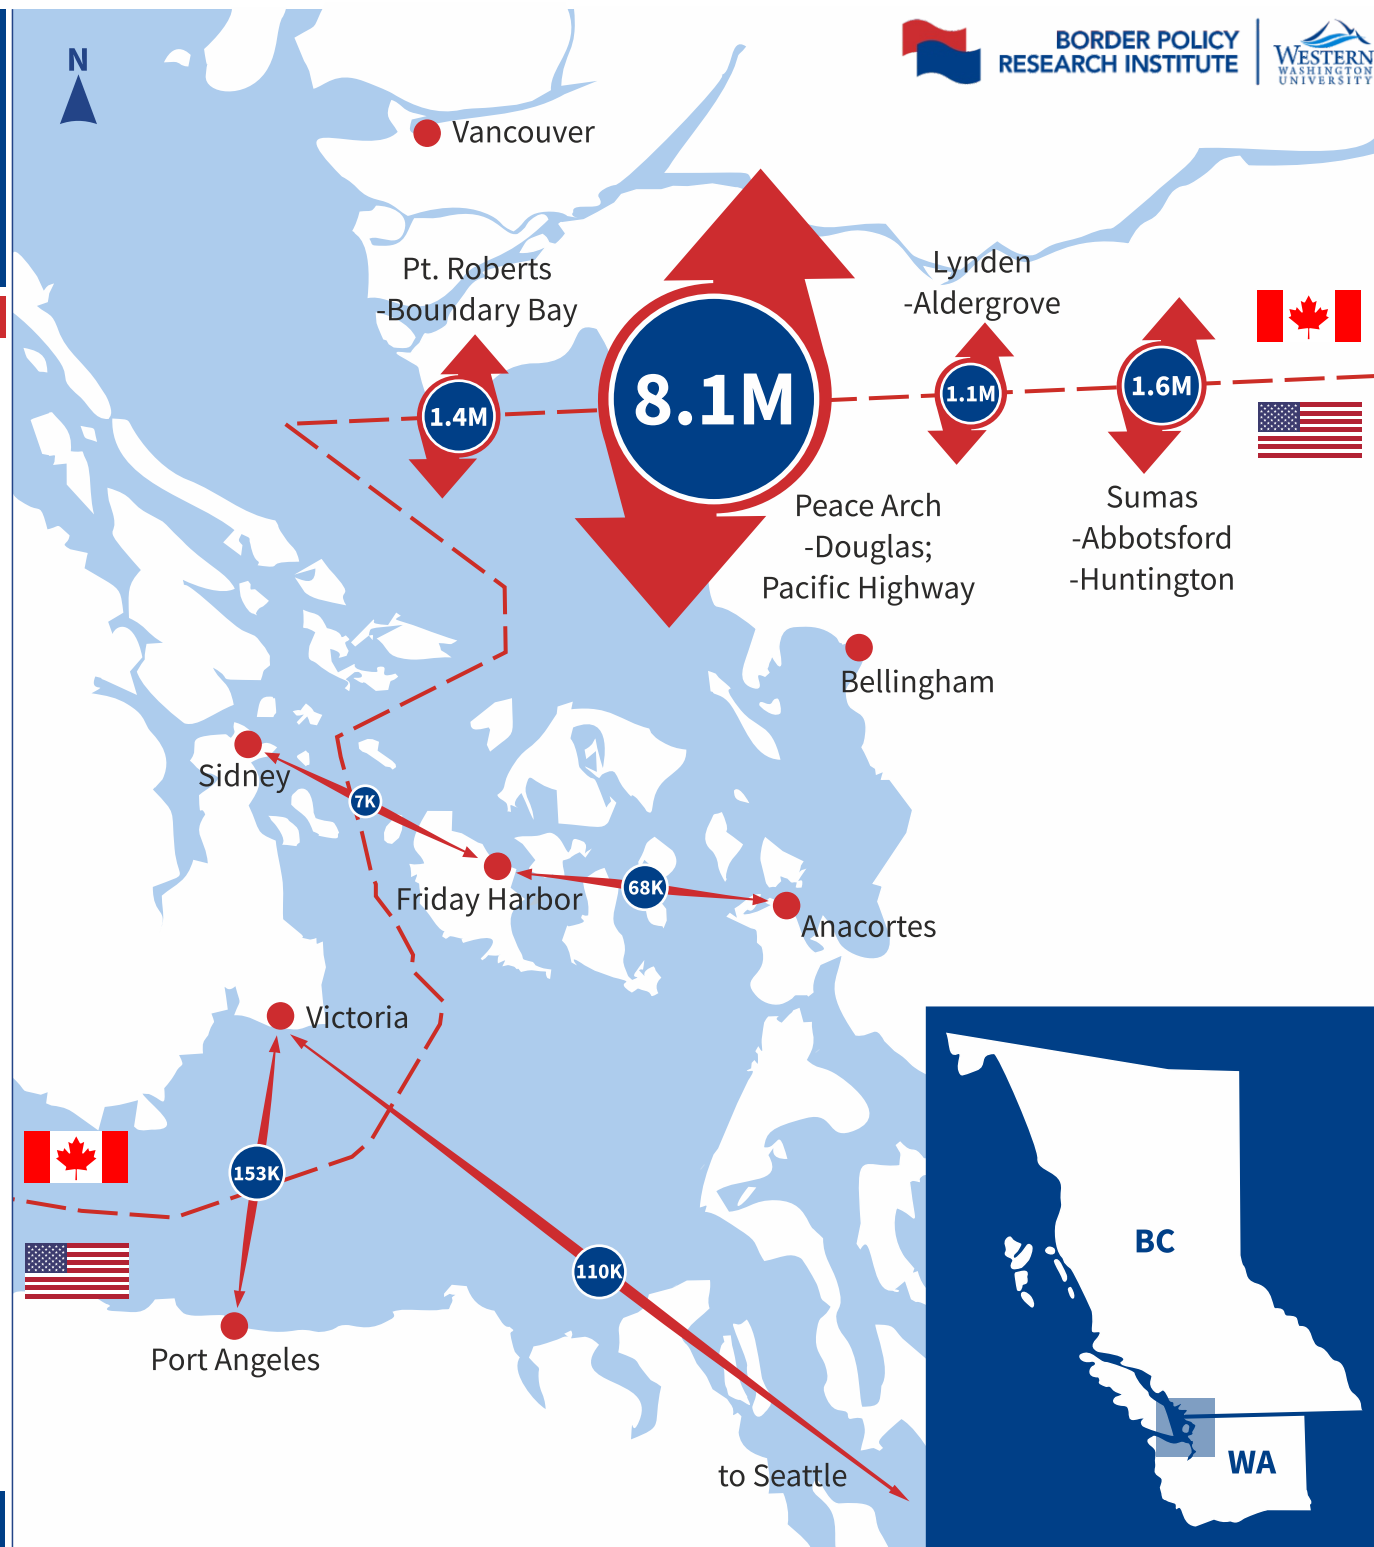 N
BORDER POLICY
RESEARCH INSTITUTE
WESTERN
WASHINGTON
UNIVERSITY
Vancouver
Pt. Roberts
-Boundary Bay
Lynden
-Aldergrove
1.4M
8.1M
1.1M
1.6M
Peace Arch
-Douglas;
Pacific Highway
Sumas
-Abbotsford
-Huntington
Bellingham
Sidney
7K
Friday Harbor
68K
Anacortes
Victoria
153K
110K
Port Angeles
to Seattle
BC
WA